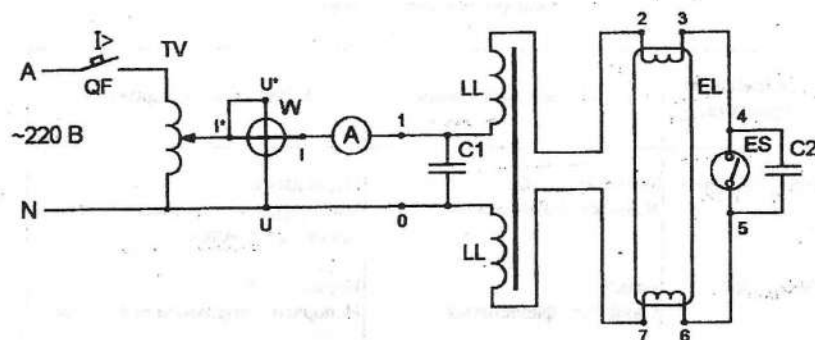 I> TV
A QF
U* W
I* I A
~220 В
1 C1
LL
2 3
EL
4
ES C2
5
N
U 0
LL
7 6